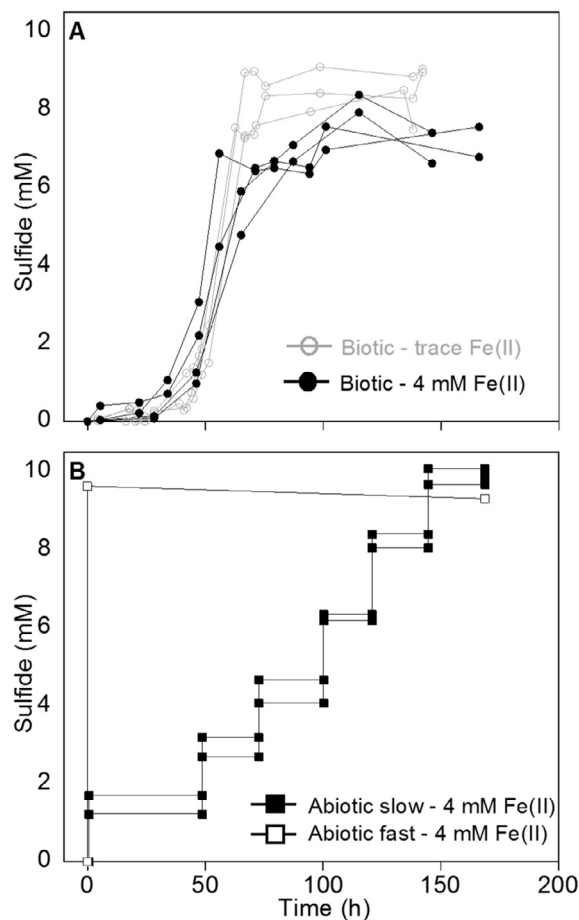 A
10
8
6
4
2
0
Sulfide (mM)
Biotic - trace Fe(II)
Biotic - 4 mM Fe(II)
B
10
8
6
4
2
0
Sulfide (mM)
Abiotic slow - 4 mM Fe(II)
Abiotic fast - 4 mM Fe(II)
0 50 100 150 200
Time (h)